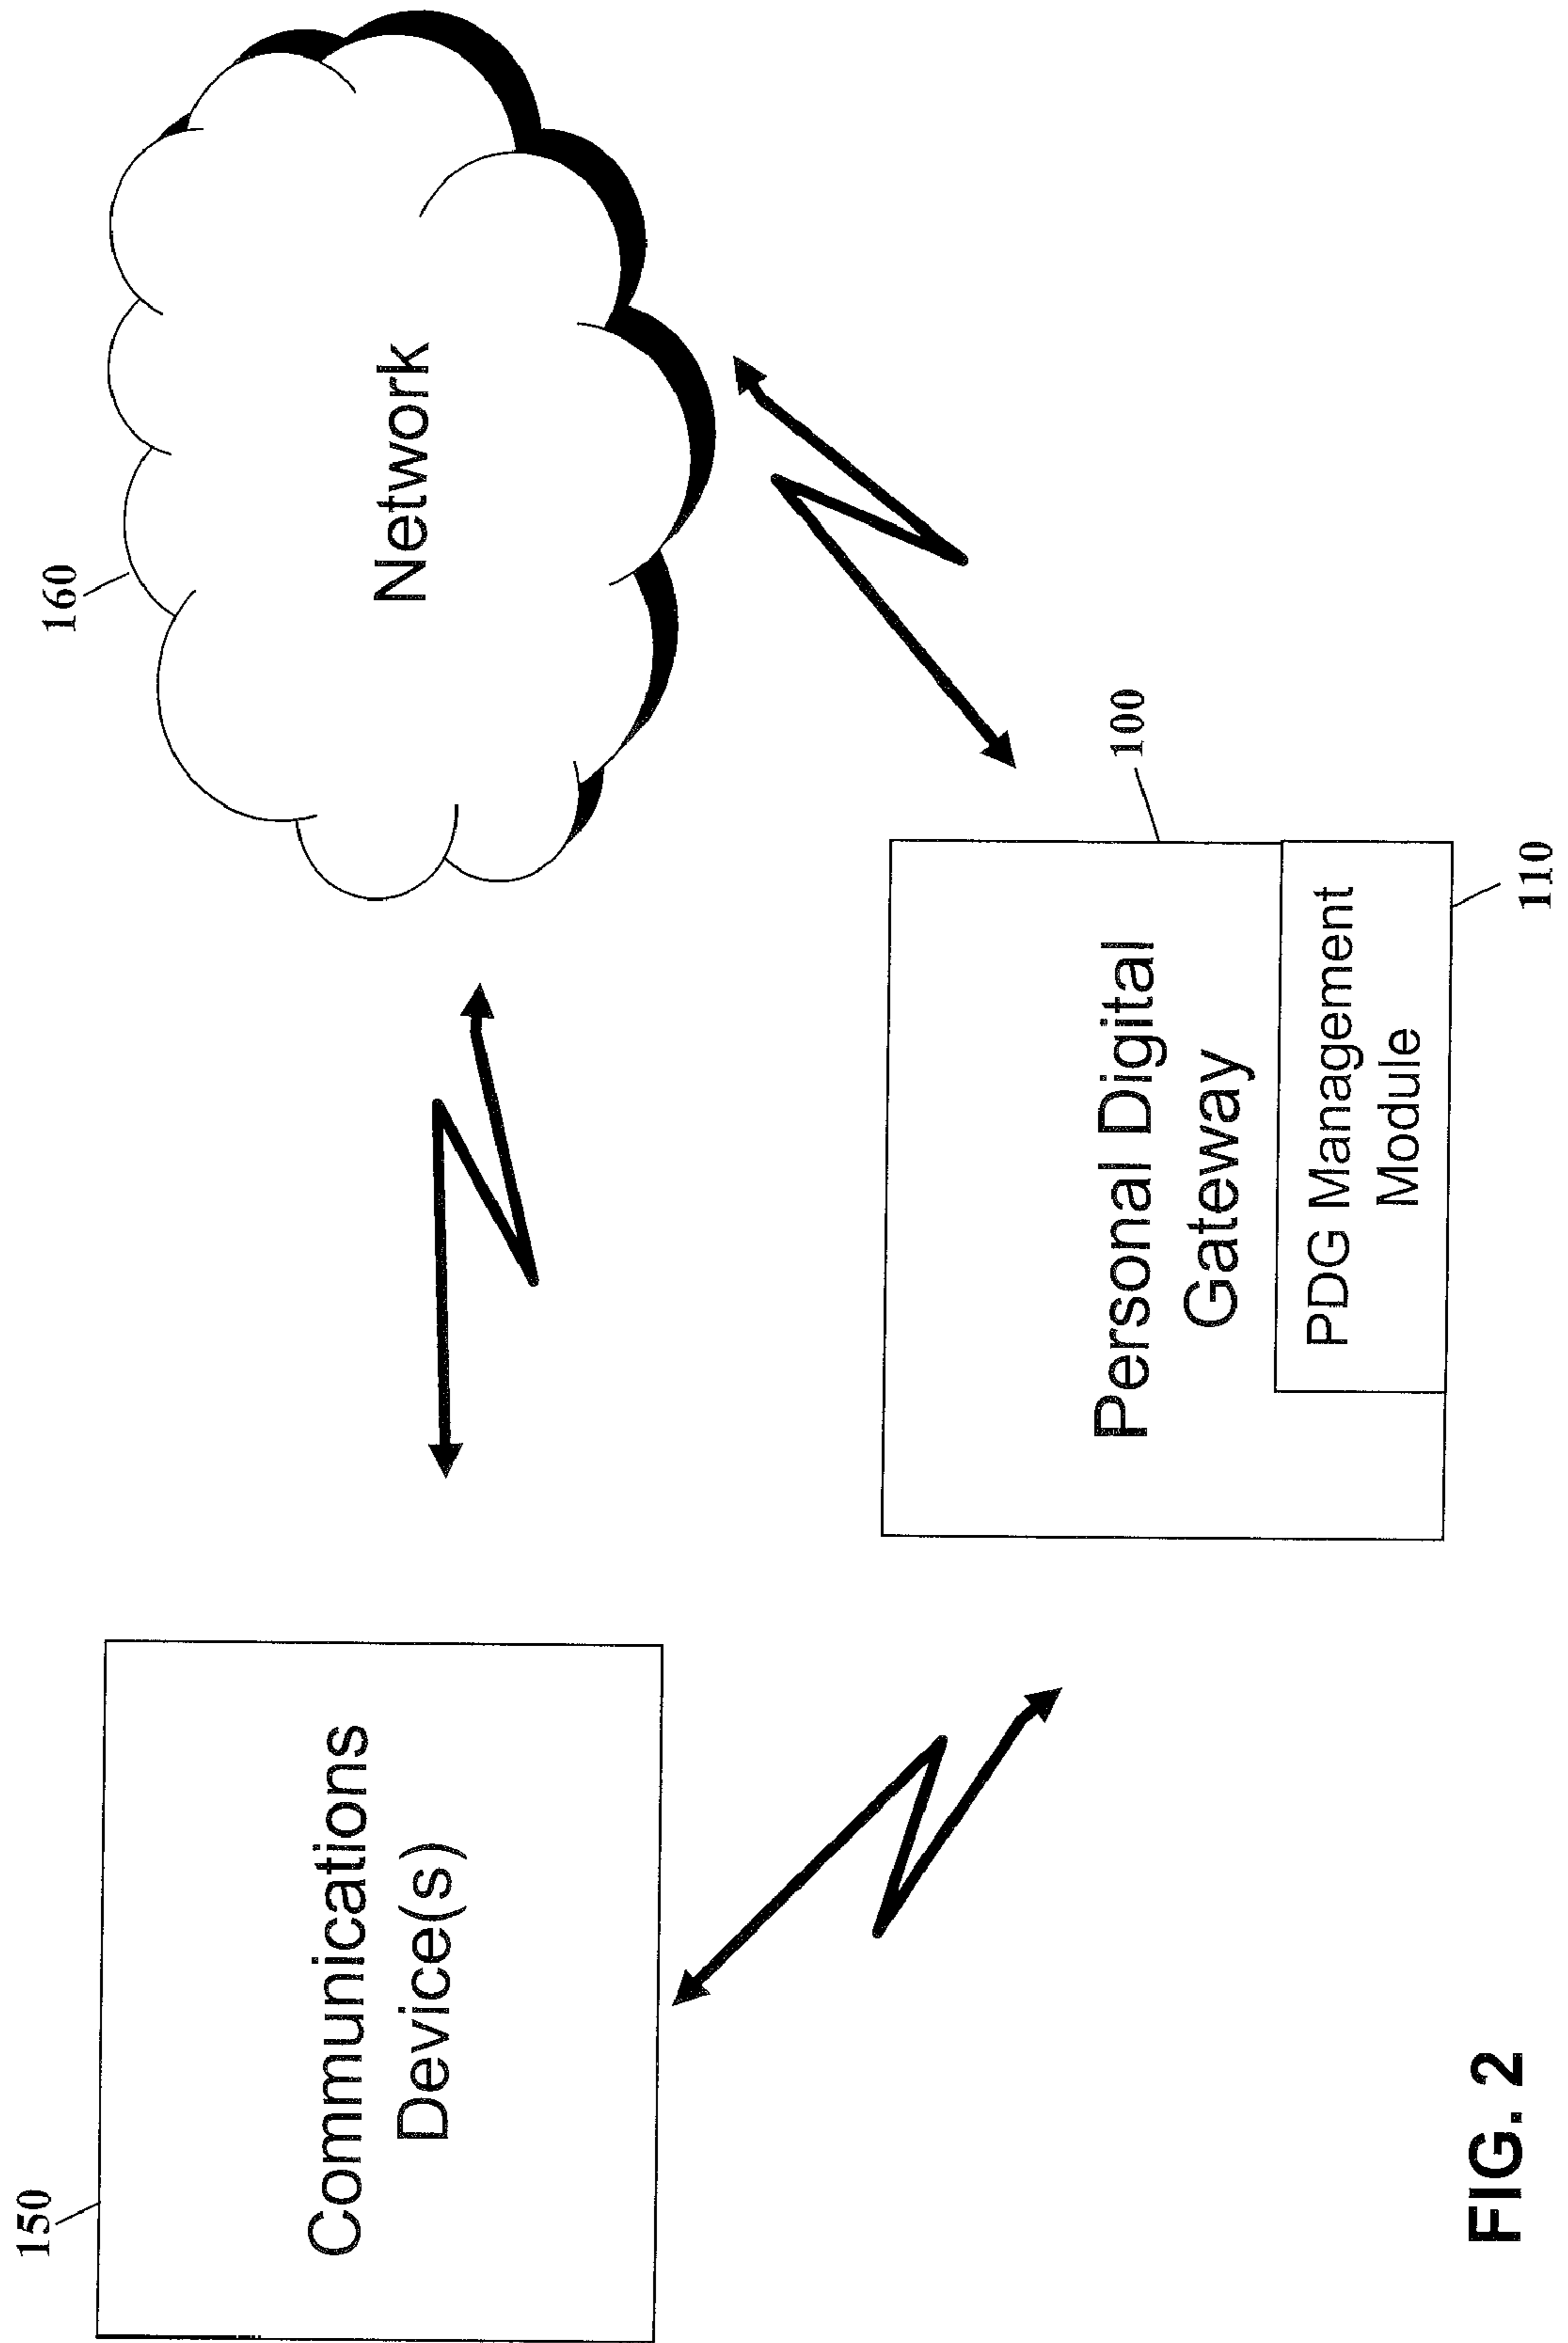 150
Communications
Device(s)
160
Network
100
Personal Digital
Gateway
PDG Management
Module
110
FIG. 2